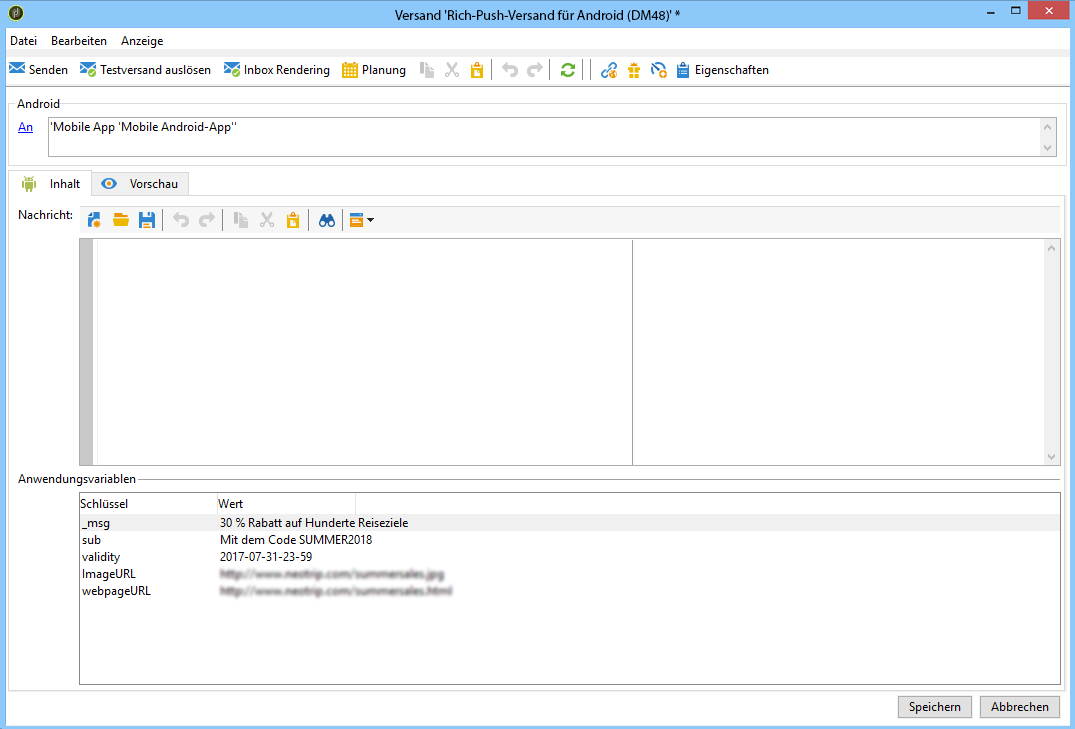 Versand 'Rich-Push-Versand für Android (DM48)' *
Datei Bearbeiten Anzeige
Senden Testversand auslösen Inbox Rendering Planung Eigenschaften
Android
An 'Mobile App 'Mobile Android-App''
Inhalt Vorschau
Nachricht:
Anwendungsvariablen
Schlüssel Wert
_msg 30 % Rabatt auf Hunderte Reiseziele
sub Mit dem Code SUMMER2018
validity 2017-07-31-23-59
ImageURL http://www.neotrip.com/summersales.jpg
webpageURL http://www.neotrip.com/summersales.html
Speichern Abbrechen